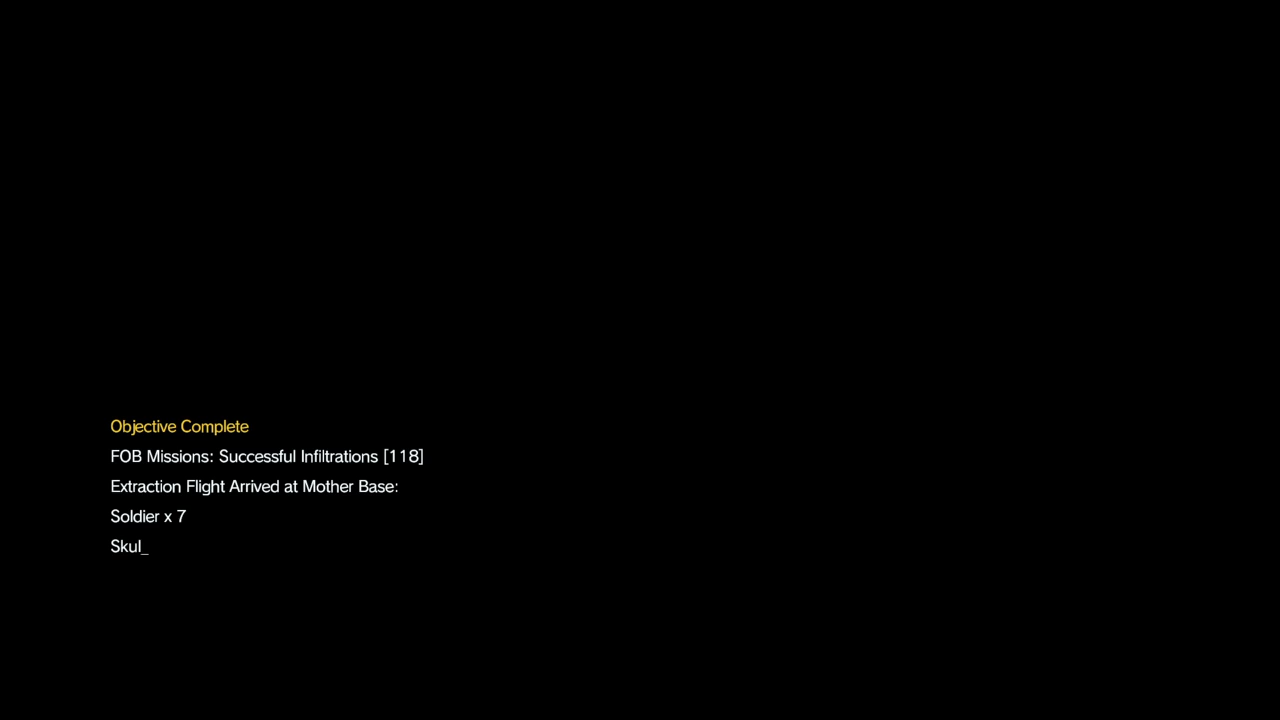 Objective Complete
FOB Missions: Successful Infiltrations [118]
Extraction Flight Arrived at Mother Base:
Soldier x 7
Skul_